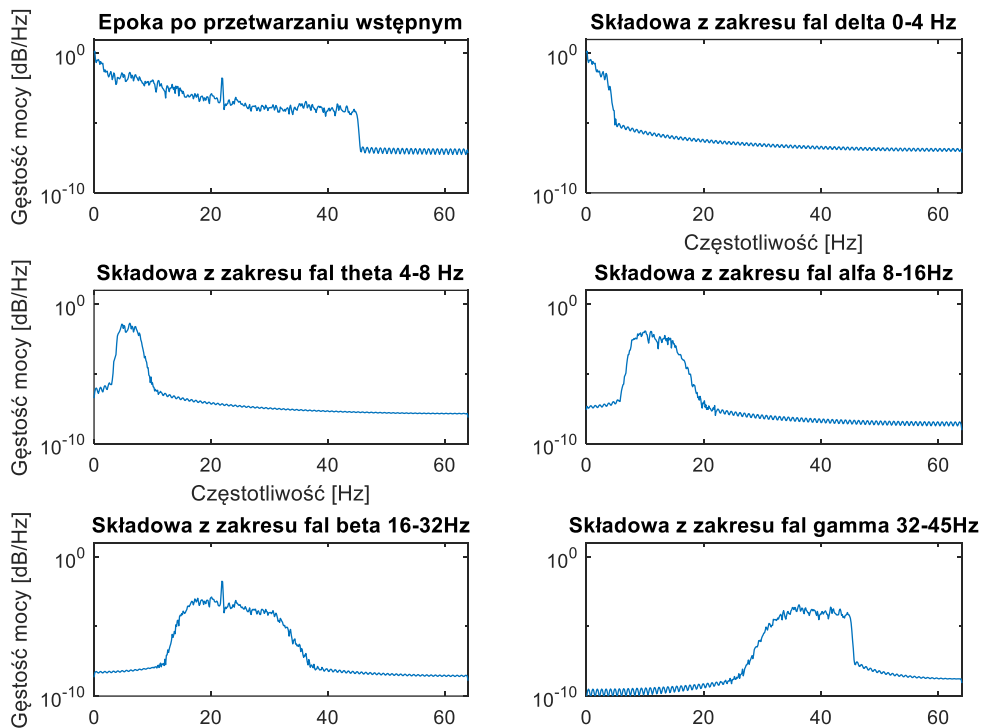 Epoka po przetwarzaniu wstępnym
Gęstość mocy [dB/Hz]
10^0
10^-10
0 20 40 60
Składowa z zakresu fal delta 0-4 Hz
10^0
10^-10
0 20 40 60
Częstotliwość [Hz]
Składowa z zakresu fal theta 4-8 Hz
Gęstość mocy [dB/Hz]
10^0
10^-10
0 20 40 60
Częstotliwość [Hz]
Składowa z zakresu fal alfa 8-16Hz
10^0
10^-10
0 20 40 60
Składowa z zakresu fal beta 16-32Hz
Gęstość mocy [dB/Hz]
10^0
10^-10
0 20 40 60
Składowa z zakresu fal gamma 32-45Hz
10^0
10^-10
0 20 40 60